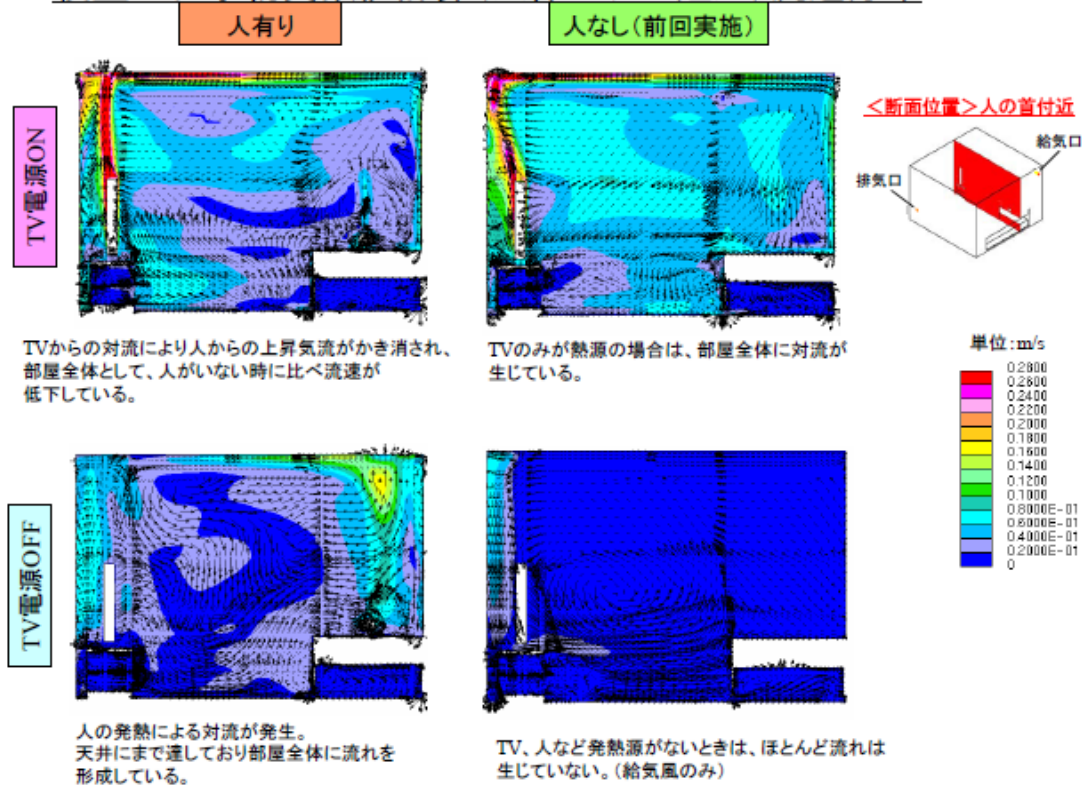 人有り
人なし(前回実施)
TV電源ON
<断面位置>人の首付近
給気口
排気口
TVからの対流により人からの上昇気流がかき消され、
部屋全体として、人がいない時に比べ流速が
低下している。
TVのみが熱源の場合は、部屋全体に対流が
生じている。
単位:m/s
0.2800
0.2600
0.2400
0.2200
0.2000
0.1800
0.1600
0.1400
0.1200
0.1000
0.8000E-01
0.6000E-01
0.4000E-01
0.2000E-01
0
TV電源OFF
人の発熱による対流が発生。
天井にまで達しており部屋全体に流れを
形成している。
TV、人など発熱源がないときは、ほとんど流れは
生じていない。(給気風のみ)